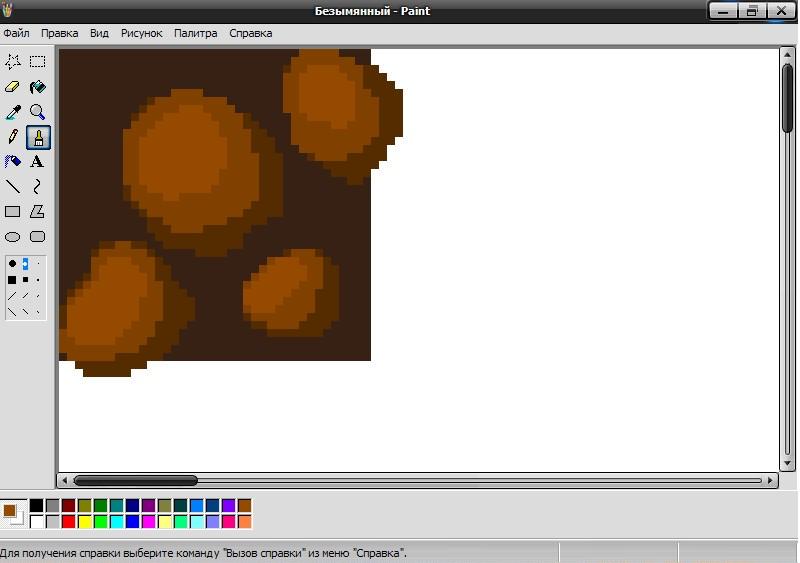 Безымянный - Paint
Файл Правка Вид Рисунок Палитра Справка
A
Для получения справки выберите команду "Вызов справки" из меню "Справка".